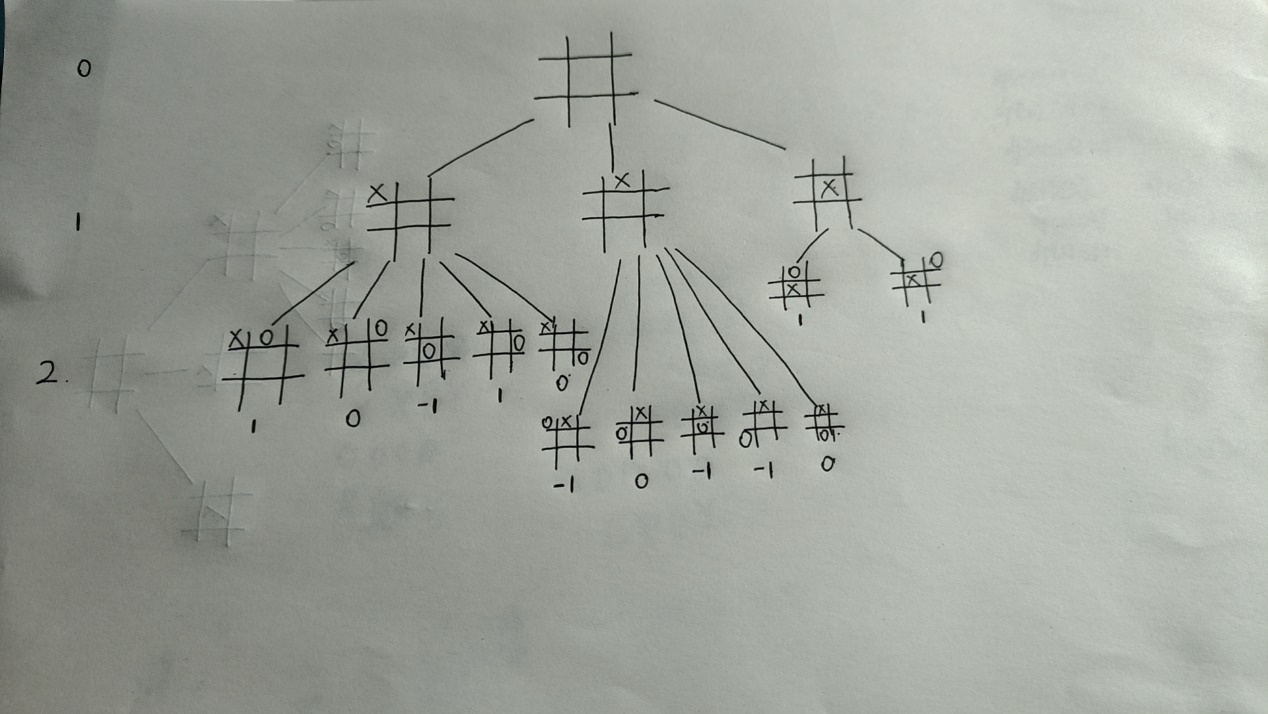 0
X X X
1
O O
X X
1 1
X O X O X X X O
O O O
2.
1 0 -1 1 0
O X X X X X
O O O O
-1 0 -1 -1 0